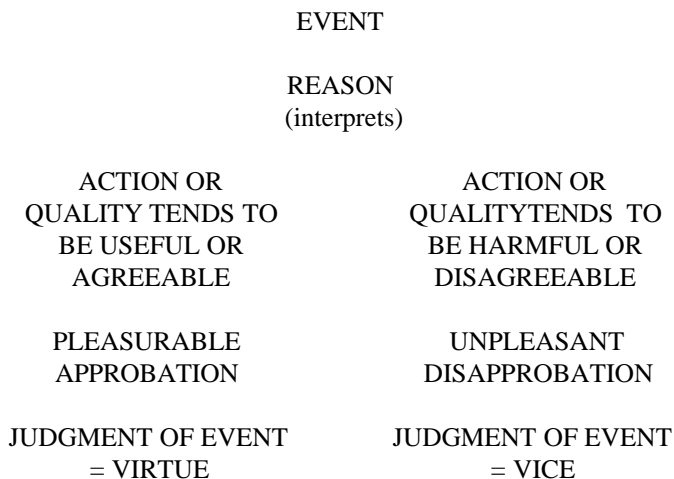 EVENT
REASON
(interprets)
ACTION OR
QUALITY TENDS TO
BE USEFUL OR
AGREEABLE
ACTION OR
QUALITYTENDS TO
BE HARMFUL OR
DISAGREEABLE
PLEASURABLE
APPROBATION
UNPLEASANT
DISAPPROBATION
JUDGMENT OF EVENT
= VIRTUE
JUDGMENT OF EVENT
= VICE